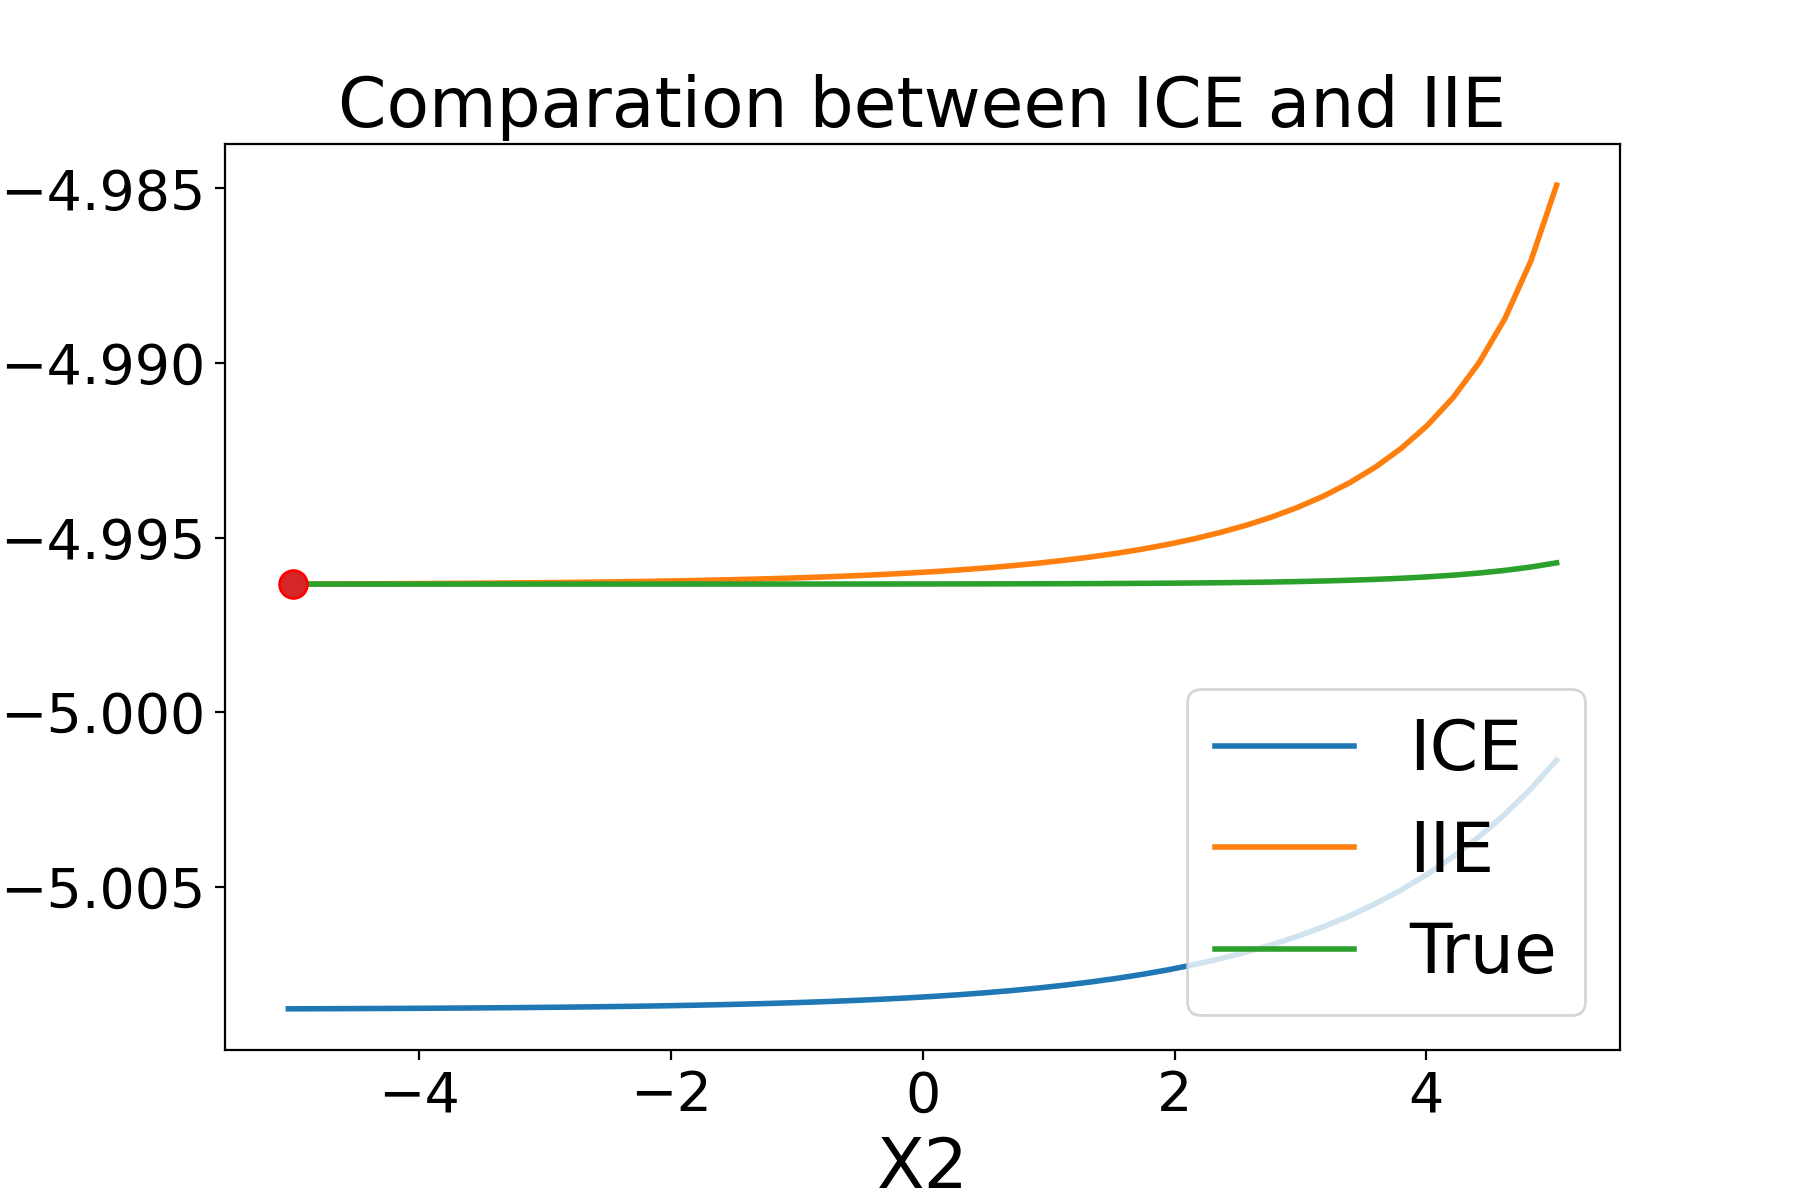 Comparation between ICE and IIE
−4.985
−4.990
−4.995
−5.000
−5.005
ICE
IIE
True
−4 −2 0 2 4
X2